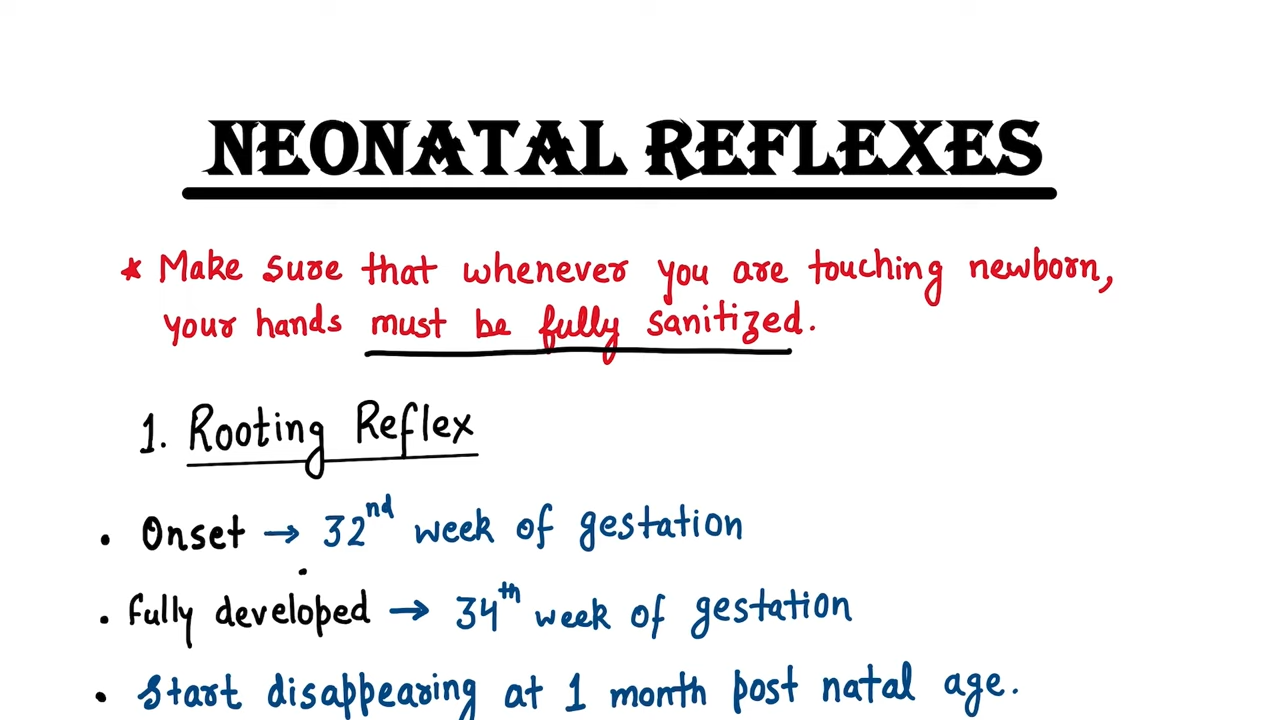 NEONATAL REFLEXES
* Make sure that whenever you are touching newborn,
your hands must be fully sanitized.
1. Rooting Reflex
• Onset → 32nd week of gestation
• fully developed → 34th week of gestation
• Start disappearing at 1 month post natal age.